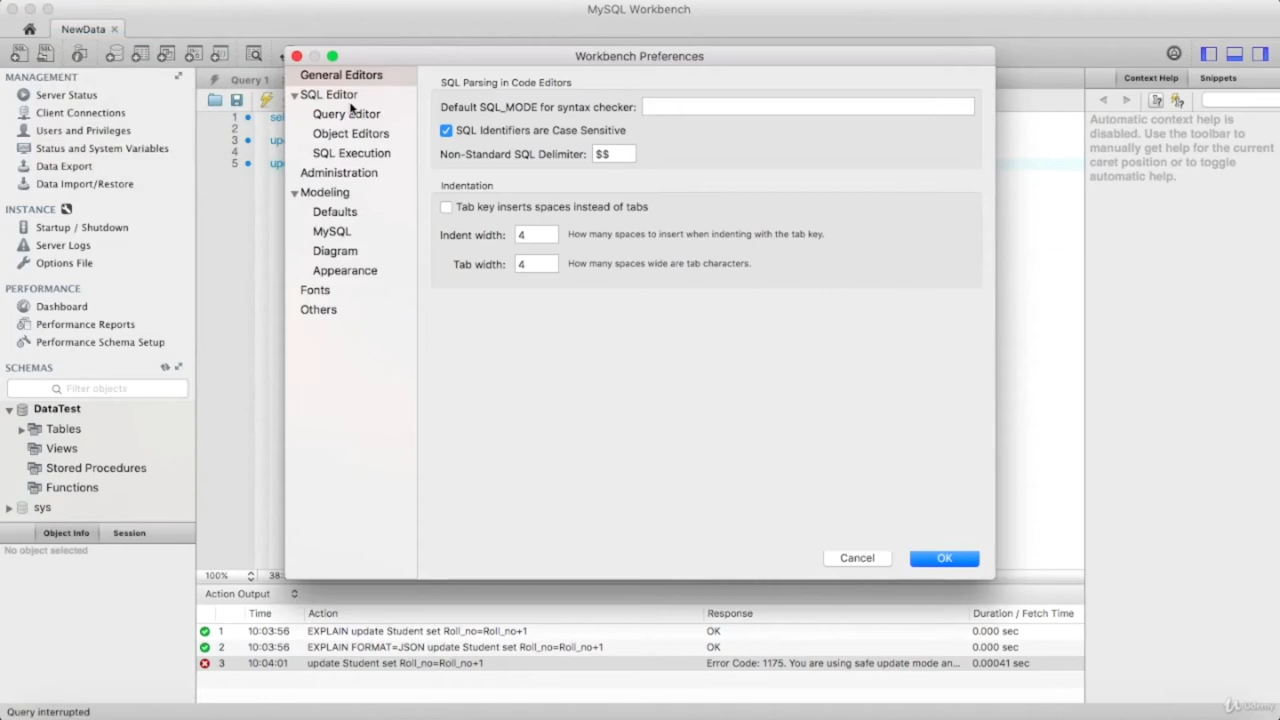 MySQL Workbench
NewData
MANAGEMENT
Server Status
Client Connections
Users and Privileges
Status and System Variables
Data Export
Data Import/Restore
INSTANCE
Startup / Shutdown
Server Logs
Options File
PERFORMANCE
Dashboard
Performance Reports
Performance Schema Setup
SCHEMAS
Filter objects
DataTest
Tables
Views
Stored Procedures
Functions
sys
Object Info Session
No object selected
Query 1
1 sel
2
3 upd
4
5 upd
100% 38:
Workbench Preferences
General Editors
SQL Editor
Query Editor
Object Editors
SQL Execution
Administration
Modeling
Defaults
MySQL
Diagram
Appearance
Fonts
Others
SQL Parsing in Code Editors
Default SQL_MODE for syntax checker:
SQL Identifiers are Case Sensitive
Non-Standard SQL Delimiter: $$
Indentation
Tab key inserts spaces instead of tabs
Indent width: 4 How many spaces to insert when indenting with the tab key.
Tab width: 4 How many spaces wide are tab characters.
Cancel OK
Context Help Snippets
Automatic context help is
disabled. Use the toolbar to
manually get help for the current
caret position or to toggle
automatic help.
Action Output
Time Action Response Duration / Fetch Time
1 10:03:56 EXPLAIN update Student set Roll_no=Roll_no+1 OK 0.000 sec
2 10:03:56 EXPLAIN FORMAT=JSON update Student set Roll_no=Roll_no+1 OK 0.000 sec
3 10:04:01 update Student set Roll_no=Roll_no+1 Error Code: 1175. You are using safe update mode an... 0.00041 sec
Query interrupted
Udemy